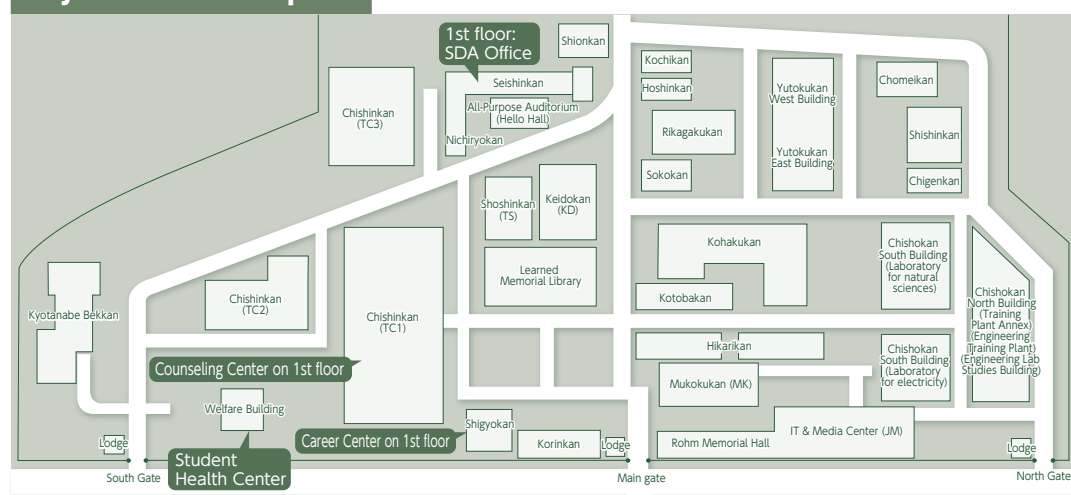 1st floor:
SDA Office
Shionkan
Kochikan
Hoshinkan
Chomeikan
Seishinkan
Chishinkan
(TC3)
All-Purpose Auditorium
(Hello Hall)
Nichiryokan
Yutokukan
West Building
Rikagakukan
Yutokukan
East Building
Shishinkan
Sokokan
Chigenkan
Shoshinkan
(TS)
Keidokan
(KD)
Kohakukan
Chishokan
South Building
(Laboratory
for natural
sciences)
Learned
Memorial Library
Chishinkan
(TC2)
Kotobakan
Kyotanabe Bekkan
Chishinkan
(TC1)
Chishokan
North Building
(Training
Plant Annex)
(Engineering
Training Plant)
(Engineering Lab
Studies Building)
Hikarikan
Chishokan
South Building
(Laboratory
for electricity)
Counseling Center on 1st floor
Mukokukan (MK)
Welfare Building
Shigyokan
Career Center on 1st floor
IT & Media Center (JM)
Rohm Memorial Hall
Korinkan
Lodge
Lodge
Lodge
Student
Health Center
South Gate
Main gate
North Gate